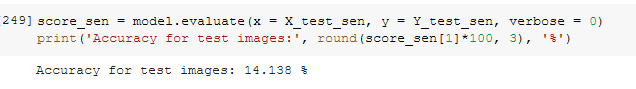 [249] score_sen = model.evaluate(x = X_test_sen, y = Y_test_sen, verbose = 0)
print('Accuracy for test images:', round(score_sen[1]*100, 3), '%')
Accuracy for test images: 14.138 %